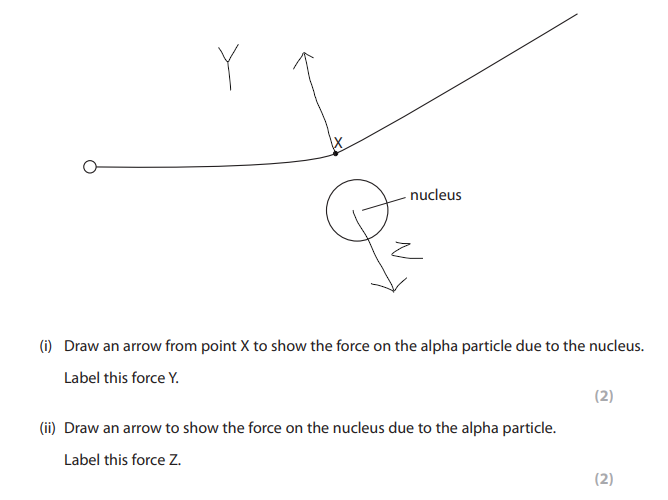 Y
X
nucleus
Z
(i) Draw an arrow from point X to show the force on the alpha particle due to the nucleus.
Label this force Y.
(2)
(ii) Draw an arrow to show the force on the nucleus due to the alpha particle.
Label this force Z.
(2)